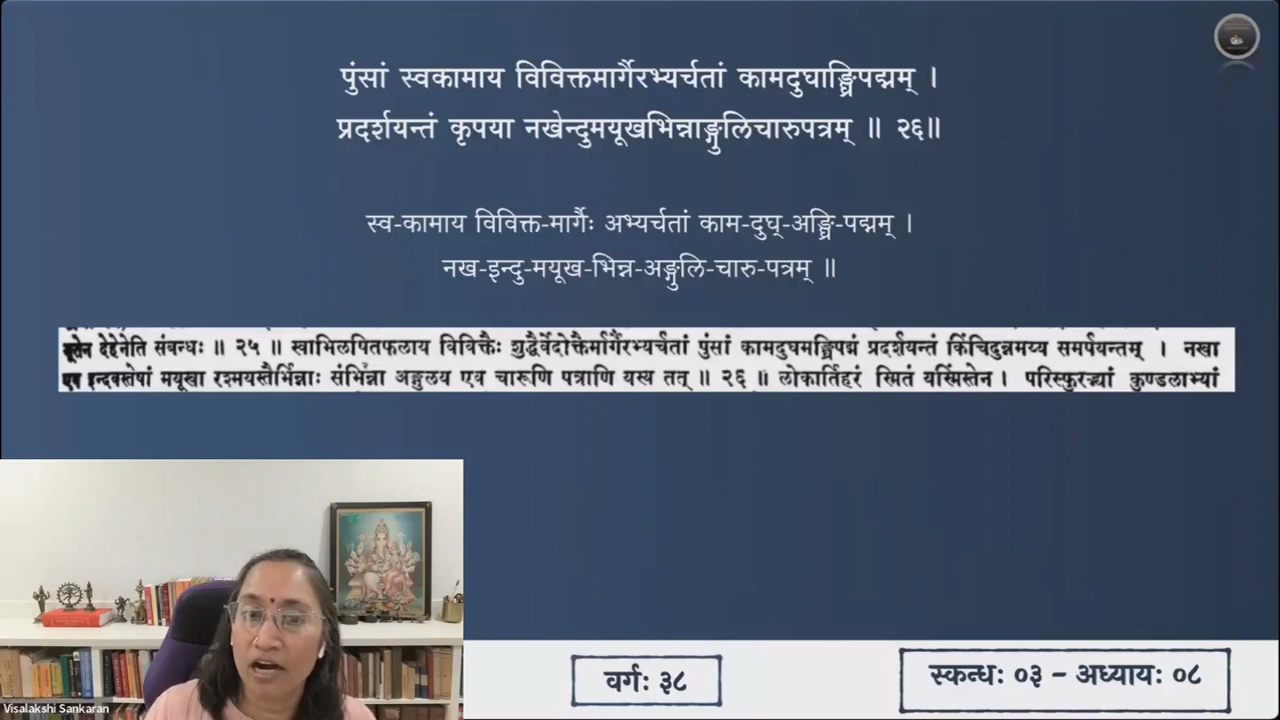 पुंसां स्वकामाय विविक्तमार्गैरभ्यर्चतां कामदुघाङ्घ्रिपद्मम् ।
प्रदर्शयन्तं कृपया नखेन्दुमयूखभिन्नाङ्गुलिचारुपत्रम् ॥ २६॥
स्व-कामाय विविक्त-मार्गैः अभ्यर्चतां काम-दुघ्-अङ्घ्रि-पद्मम् ।
नख-इन्दु-मयूख-भिन्न-अङ्गुलि-चारु-पत्रम् ॥
देहेनेति संबन्धः ॥ २५ ॥ स्वाभिलषितफलाय विविक्तैः शुद्धैर्वेदोक्तैर्मार्गैरभ्यर्चतां पुंसां कामदुघमङ्घ्रिपद्मं प्रदर्शयन्तं किंचिदुन्नमय्य समर्पयन्तम् । नखा
एव इन्दवस्तेषां मयूखा रश्मयस्तैर्भिन्नाः संभिन्ना अङ्गुलय एव चारूणि पत्राणि यस्य तत् ॥ २६ ॥ लोकार्तिहरं स्मितं यस्मिंस्तेन । परिस्फुरद्भ्यां कुण्डलाभ्यां
Visalakshi Sankaran
वर्गः ३८
स्कन्धः ०३ – अध्यायः ०८